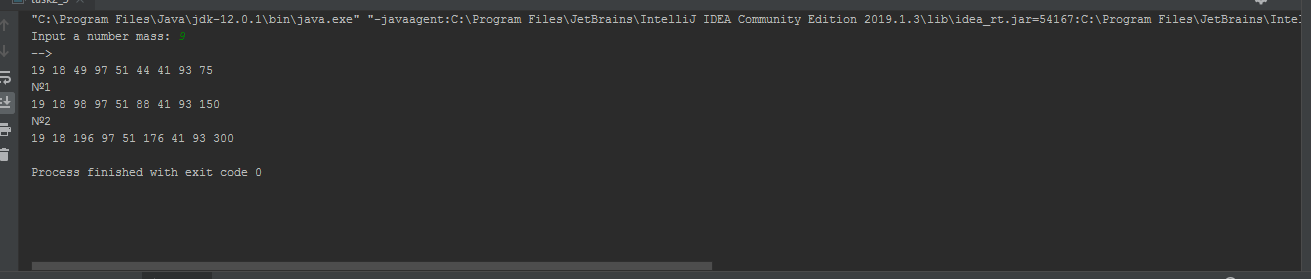 task2_3
"C:\Program Files\Java\jdk-12.0.1\bin\java.exe" "-javaagent:C:\Program Files\JetBrains\IntelliJ IDEA Community Edition 2019.1.3\lib\idea_rt.jar=54167:C:\Program Files\JetBrains\Intel
Input a number mass: 9
-->
19 18 49 97 51 44 41 93 75
№1
19 18 98 97 51 88 41 93 150
№2
19 18 196 97 51 176 41 93 300
Process finished with exit code 0